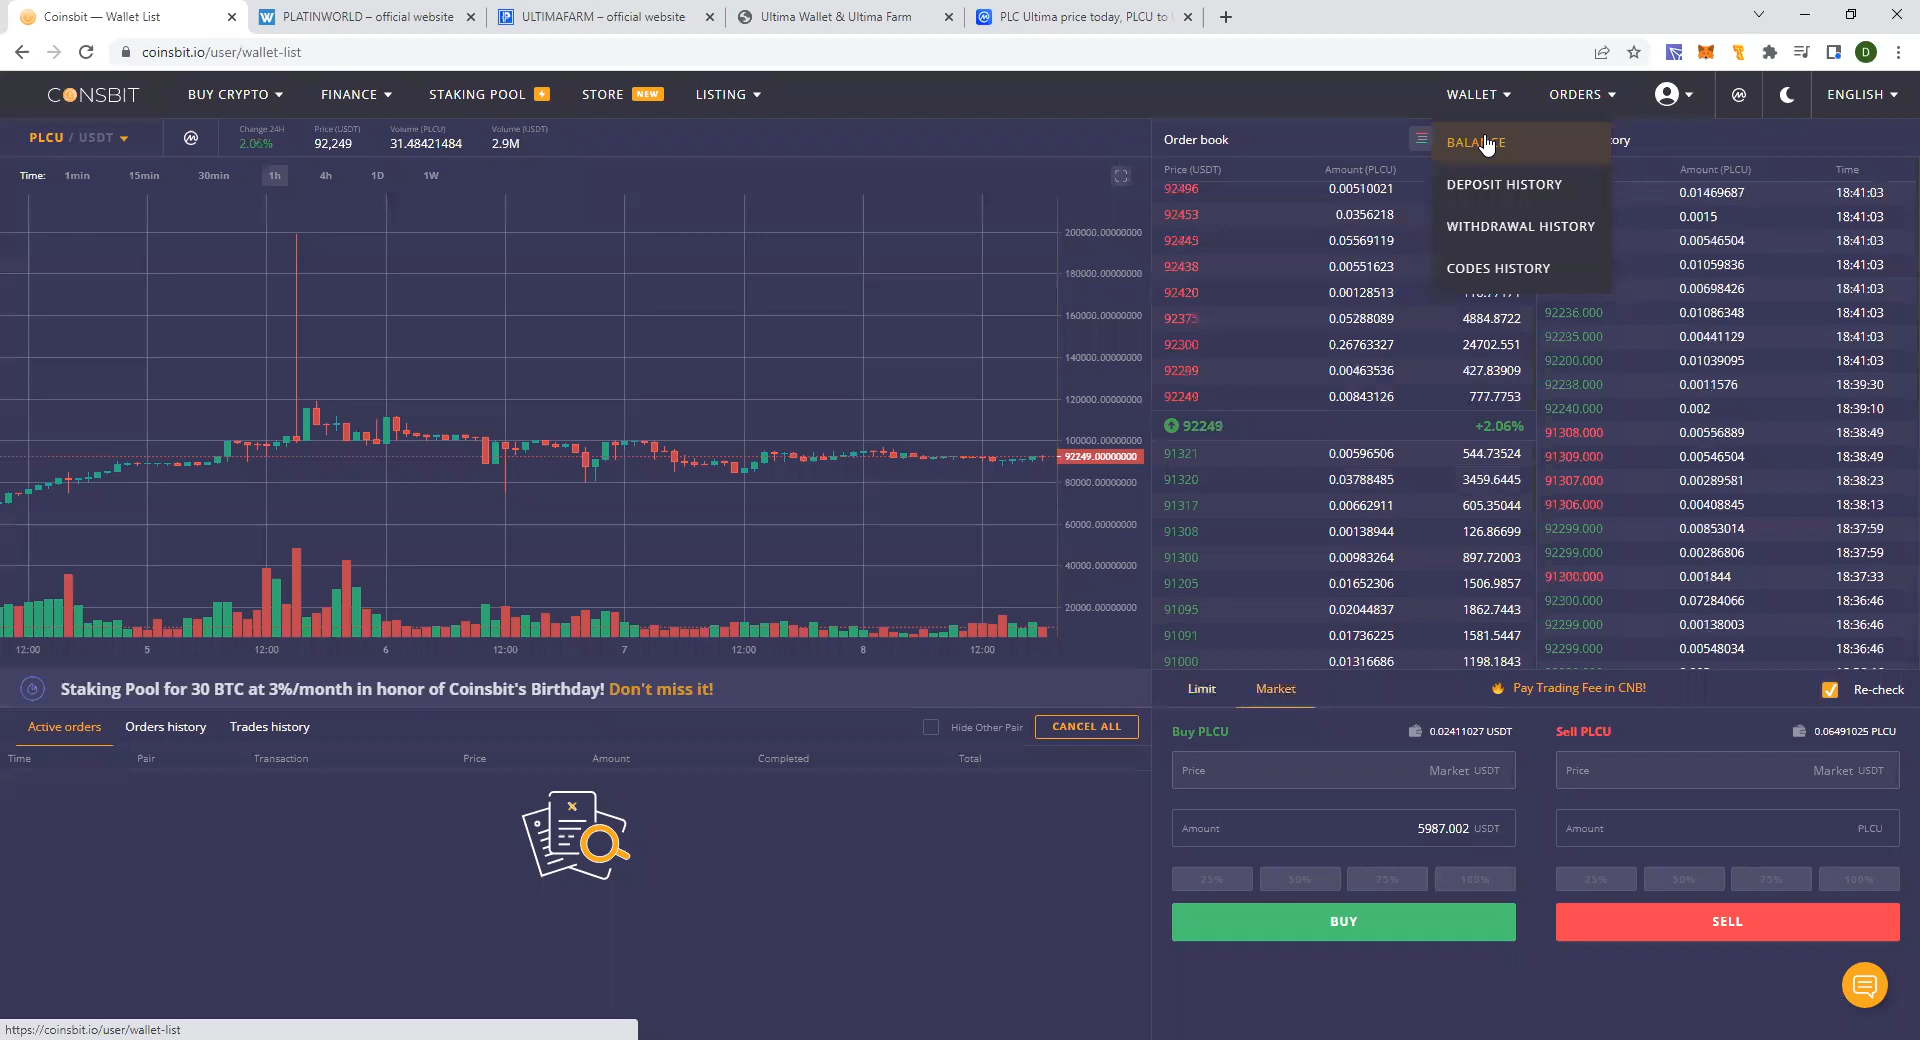 Coinsbit — Wallet List
PLATINWORLD – official website
ULTIMAFARM – official website
Ultima Wallet & Ultima Farm
PLC Ultima price today, PLCU to
coinsbit.io/user/wallet-list
D
COINSBIT
BUY CRYPTO
FINANCE
STAKING POOL
STORE NEW
LISTING
WALLET
ORDERS
ENGLISH
PLCU / USDT
Change 24H
2.06%
Price (USDT)
92,249
Volume (PLCU)
31.48421484
Volume (USDT)
2.9M
Time: 1min 15min 30min 1h 4h 1D 1W
200000.00000000
180000.00000000
160000.00000000
140000.00000000
120000.00000000
100000.00000000
92249.00000000
80000.00000000
60000.00000000
40000.00000000
20000.00000000
12:00 5 12:00 6 12:00 7 12:00 8 12:00
Order book
Price (USDT) Amount (PLCU)
92496 0.00510021
92453 0.0356218
92445 0.05569119
92438 0.00551623
92420 0.00128513
92375 0.05288089 4884.8722
92300 0.26763327 24702.551
92289 0.00463536 427.83909
92249 0.00843126 777.7753
92249 +2.06%
91321 0.00596506 544.73524
91320 0.03788485 3459.6445
91317 0.00662911 605.35044
91308 0.00138944 126.86699
91300 0.00983264 897.72003
91205 0.01652306 1506.9857
91095 0.02044837 1862.7443
91091 0.01736225 1581.5447
91000 0.01316686 1198.1843
BALANCE
DEPOSIT HISTORY
WITHDRAWAL HISTORY
CODES HISTORY
Amount (PLCU) Time
0.01469687 18:41:03
0.0015 18:41:03
0.00546504 18:41:03
0.01059836 18:41:03
0.00698426 18:41:03
92236.000 0.01086348 18:41:03
92235.000 0.00441129 18:41:03
92200.000 0.01039095 18:41:03
92238.000 0.0011576 18:39:30
92240.000 0.002 18:39:10
91308.000 0.00556889 18:38:49
91309.000 0.00546504 18:38:49
91307.000 0.00289581 18:38:23
91306.000 0.00408845 18:38:13
92299.000 0.00853014 18:37:59
92299.000 0.00286806 18:37:59
91300.000 0.001844 18:37:33
92300.000 0.07284066 18:36:46
92299.000 0.00138003 18:36:46
92299.000 0.00548034 18:36:46
Staking Pool for 30 BTC at 3%/month in honor of Coinsbit's Birthday! Don't miss it!
Active orders Orders history Trades history
Hide Other Pair
CANCEL ALL
Time Pair Transaction Price Amount Completed Total
Limit Market
Pay Trading Fee in CNB!
Re-check
Buy PLCU 0.02411027 USDT
Price Market USDT
Amount 5987.002 USDT
25% 50% 75% 100%
BUY
Sell PLCU 0.06491025 PLCU
Price Market USDT
Amount PLCU
25% 50% 75% 100%
SELL
https://coinsbit.io/user/wallet-list